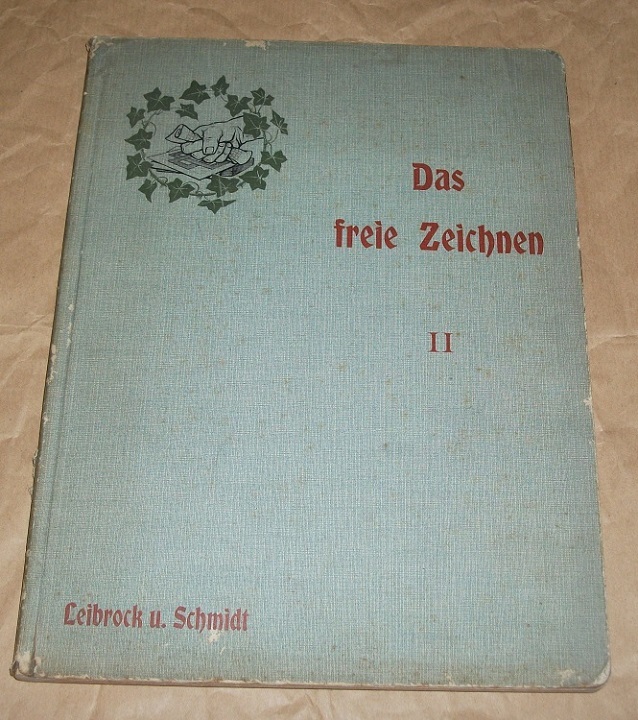 Das
freie Zeichnen
II
Leibrock u. Schmidt